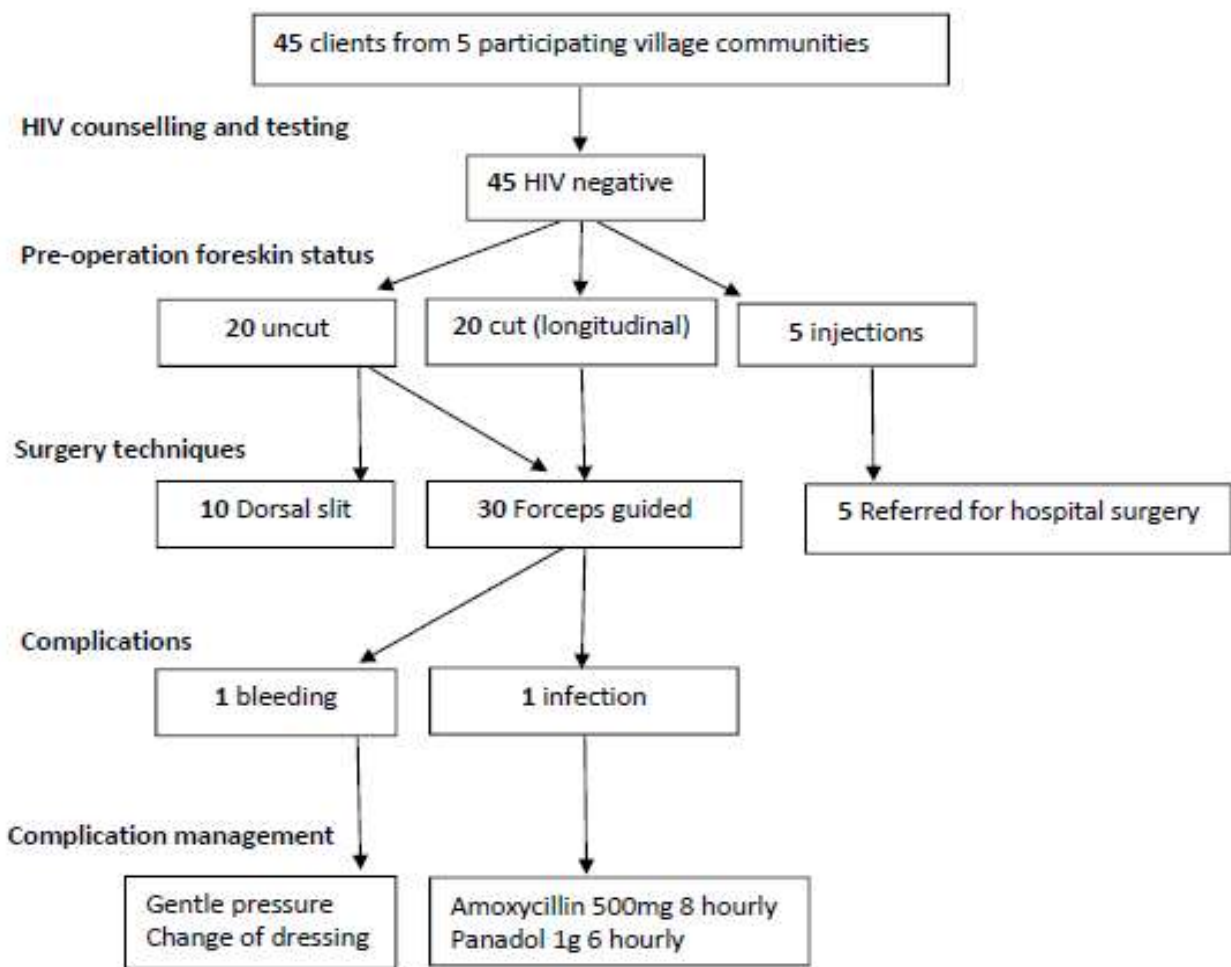 45 clients from 5 participating village communities
HIV counselling and testing
45 HIV negative
Pre-operation foreskin status
20 uncut
20 cut (longitudinal)
5 injections
Surgery techniques
10 Dorsal slit
30 Forceps guided
5 Referred for hospital surgery
Complications
1 bleeding
1 infection
Complication management
Gentle pressure
Change of dressing
Amoxycillin 500mg 8 hourly
Panadol 1g 6 hourly